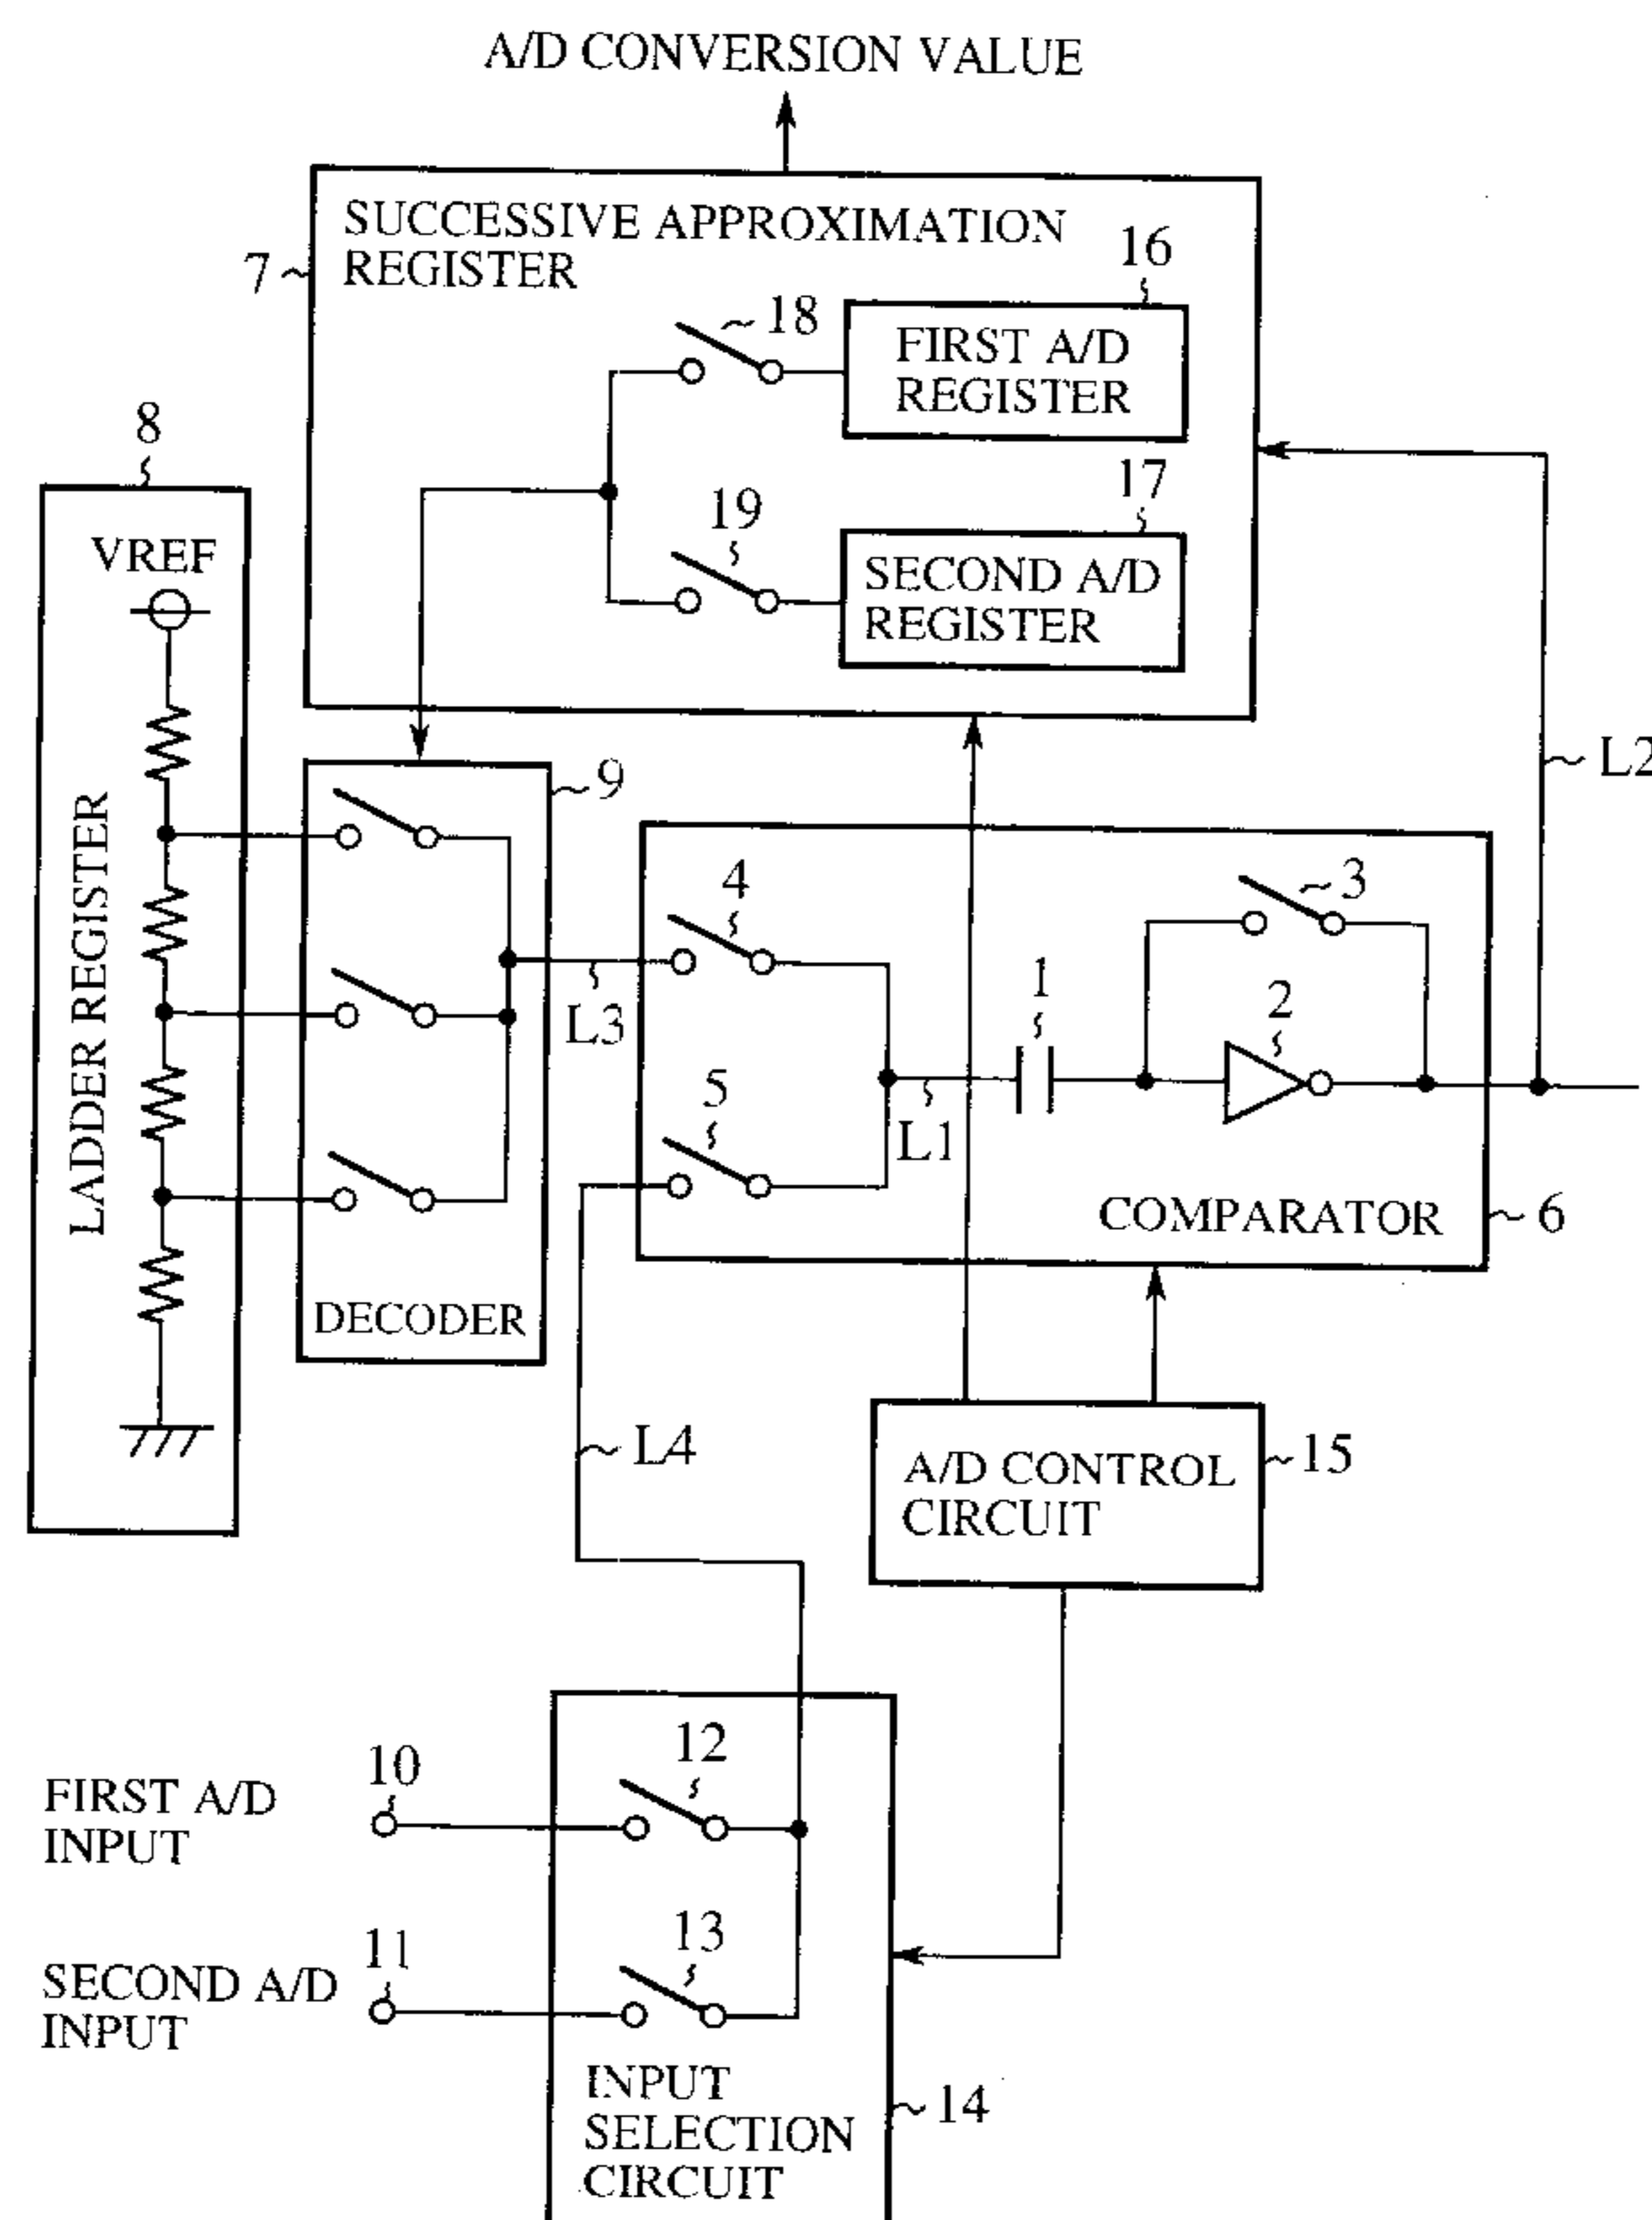 A/D CONVERSION VALUE
SUCCESSIVE APPROXIMATION
REGISTER
7
16
18
FIRST A/D
REGISTER
8
17
19
VREF
SECOND A/D
REGISTER
L2
9
LADDER REGISTER
4
3
1
2
L3
5
L1
COMPARATOR
6
DECODER
L4
A/D CONTROL
CIRCUIT
15
12
10
FIRST A/D
INPUT
13
11
SECOND A/D
INPUT
INPUT
SELECTION
CIRCUIT
14